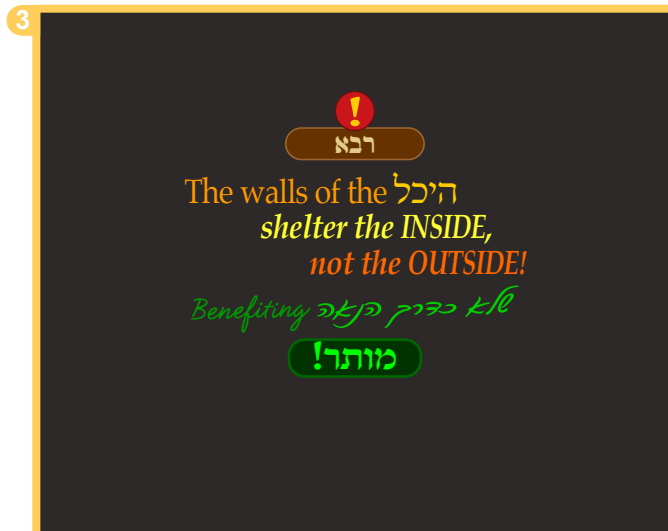 3
!
רבא
The walls of the היכל
shelter the INSIDE,
not the OUTSIDE!
Benefiting שלא כדרך הנאה
מותר!